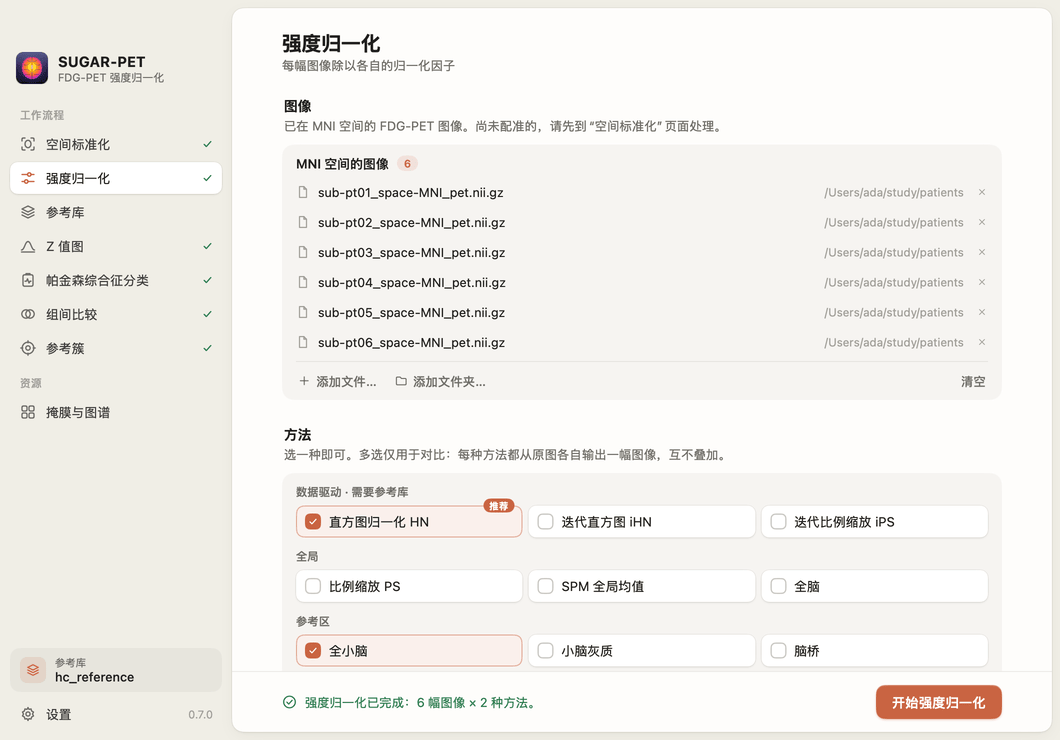 SUGAR-PET
FDG-PET 强度归一化
工作流程
空间标准化
强度归一化
参考库
Z 值图
帕金森综合征分类
组间比较
参考簇
资源
掩膜与图谱
参考库
hc_reference
设置 0.7.0
强度归一化
每幅图像除以各自的归一化因子
图像
已在 MNI 空间的 FDG-PET 图像。尚未配准的，请先到 “空间标准化” 页面处理。
MNI 空间的图像 6
sub-pt01_space-MNI_pet.nii.gz /Users/ada/study/patients ×
sub-pt02_space-MNI_pet.nii.gz /Users/ada/study/patients ×
sub-pt03_space-MNI_pet.nii.gz /Users/ada/study/patients ×
sub-pt04_space-MNI_pet.nii.gz /Users/ada/study/patients ×
sub-pt05_space-MNI_pet.nii.gz /Users/ada/study/patients ×
sub-pt06_space-MNI_pet.nii.gz /Users/ada/study/patients ×
+ 添加文件... 添加文件夹... 清空
方法
选一种即可。多选仅用于对比：每种方法都从原图各自输出一幅图像，互不叠加。
数据驱动 · 需要参考库
推荐
直方图归一化 HN 迭代直方图 iHN 迭代比例缩放 iPS
全局
比例缩放 PS SPM 全局均值 全脑
参考区
全小脑 小脑灰质 脑桥
强度归一化已完成：6 幅图像 × 2 种方法。 开始强度归一化